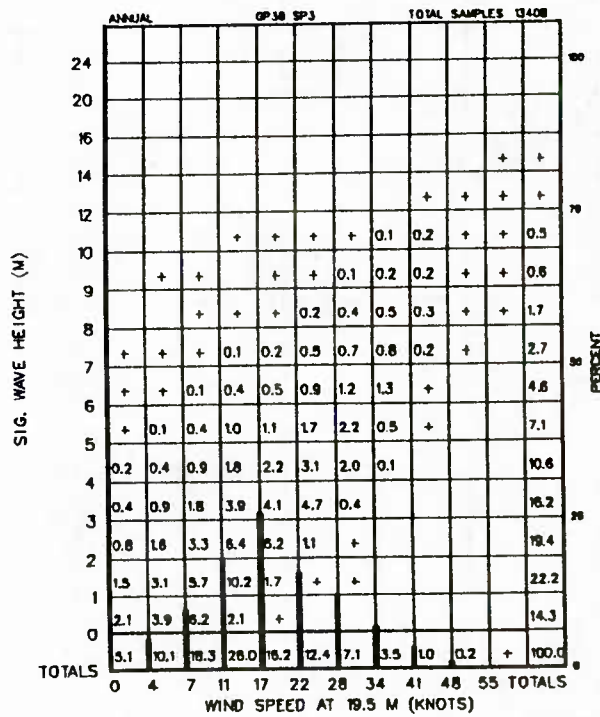 ANNUAL GP38 SP3 TOTAL SAMPLES 13408
24 100
20
16
+ +
14
+ + + + 75
12
+ + + + 0.1 0.2 + + 0.5
10
+ + + + 0.1 0.2 0.2 + + 0.6
9
+ + + 0.2 0.4 0.5 0.3 + + 1.7
8
+ + + 0.1 0.2 0.5 0.7 0.8 0.2 + 2.7
7 50
+ + 0.1 0.4 0.5 0.9 1.2 1.3 + 4.6
6
+ 0.1 0.4 1.0 1.1 1.7 2.2 0.5 + 7.1
5
0.2 0.4 0.9 1.8 2.2 3.1 2.0 0.1 10.6
4
0.4 0.9 1.8 3.9 4.1 4.7 0.4 16.2
3 25
0.8 1.6 3.3 6.4 6.2 1.1 + 19.4
2
1.5 3.1 5.7 10.2 1.7 + + 22.2
1
2.1 3.9 6.2 2.1 + 14.3
0
5.1 10.1 18.3 26.0 16.2 12.4 7.1 3.5 1.0 0.2 + 100.0 0
TOTALS
0 4 7 11 17 22 28 34 41 48 55 TOTALS
WIND SPEED AT 19.5 M (KNOTS)
SIG. WAVE HEIGHT (M)
PERCENT